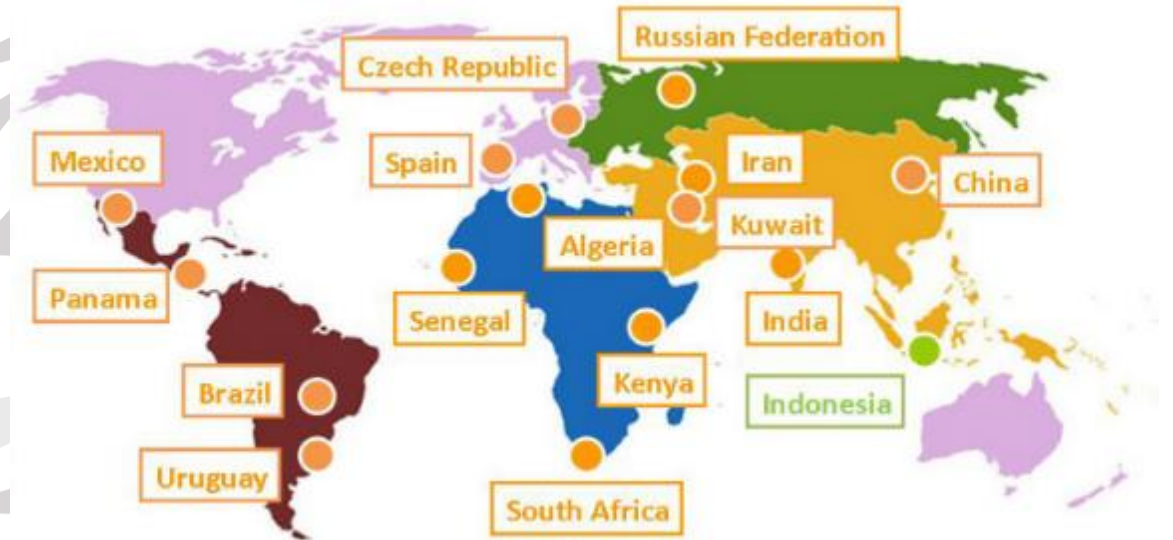 Russian Federation
Czech Republic
Mexico
Spain
Iran
China
Kuwait
Algeria
Panama
Senegal
India
Kenya
Brazil
Indonesia
Uruguay
South Africa